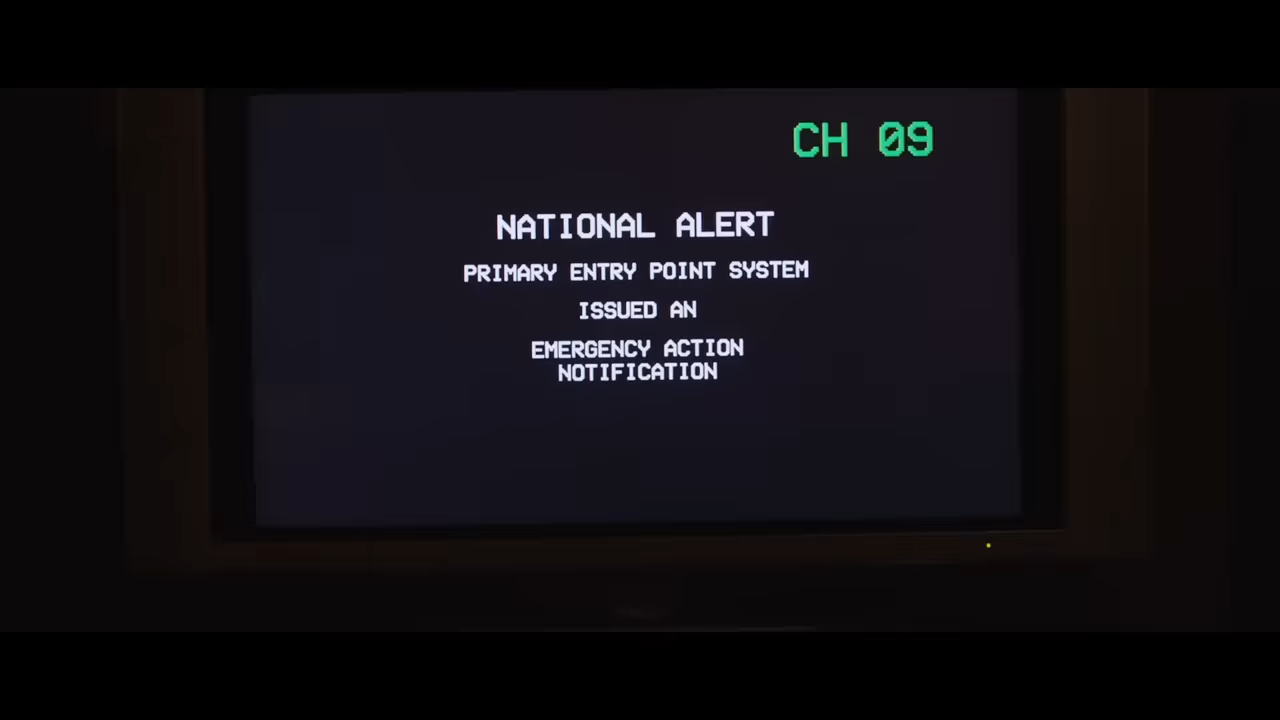 CH 09
NATIONAL ALERT
PRIMARY ENTRY POINT SYSTEM
ISSUED AN
EMERGENCY ACTION
NOTIFICATION